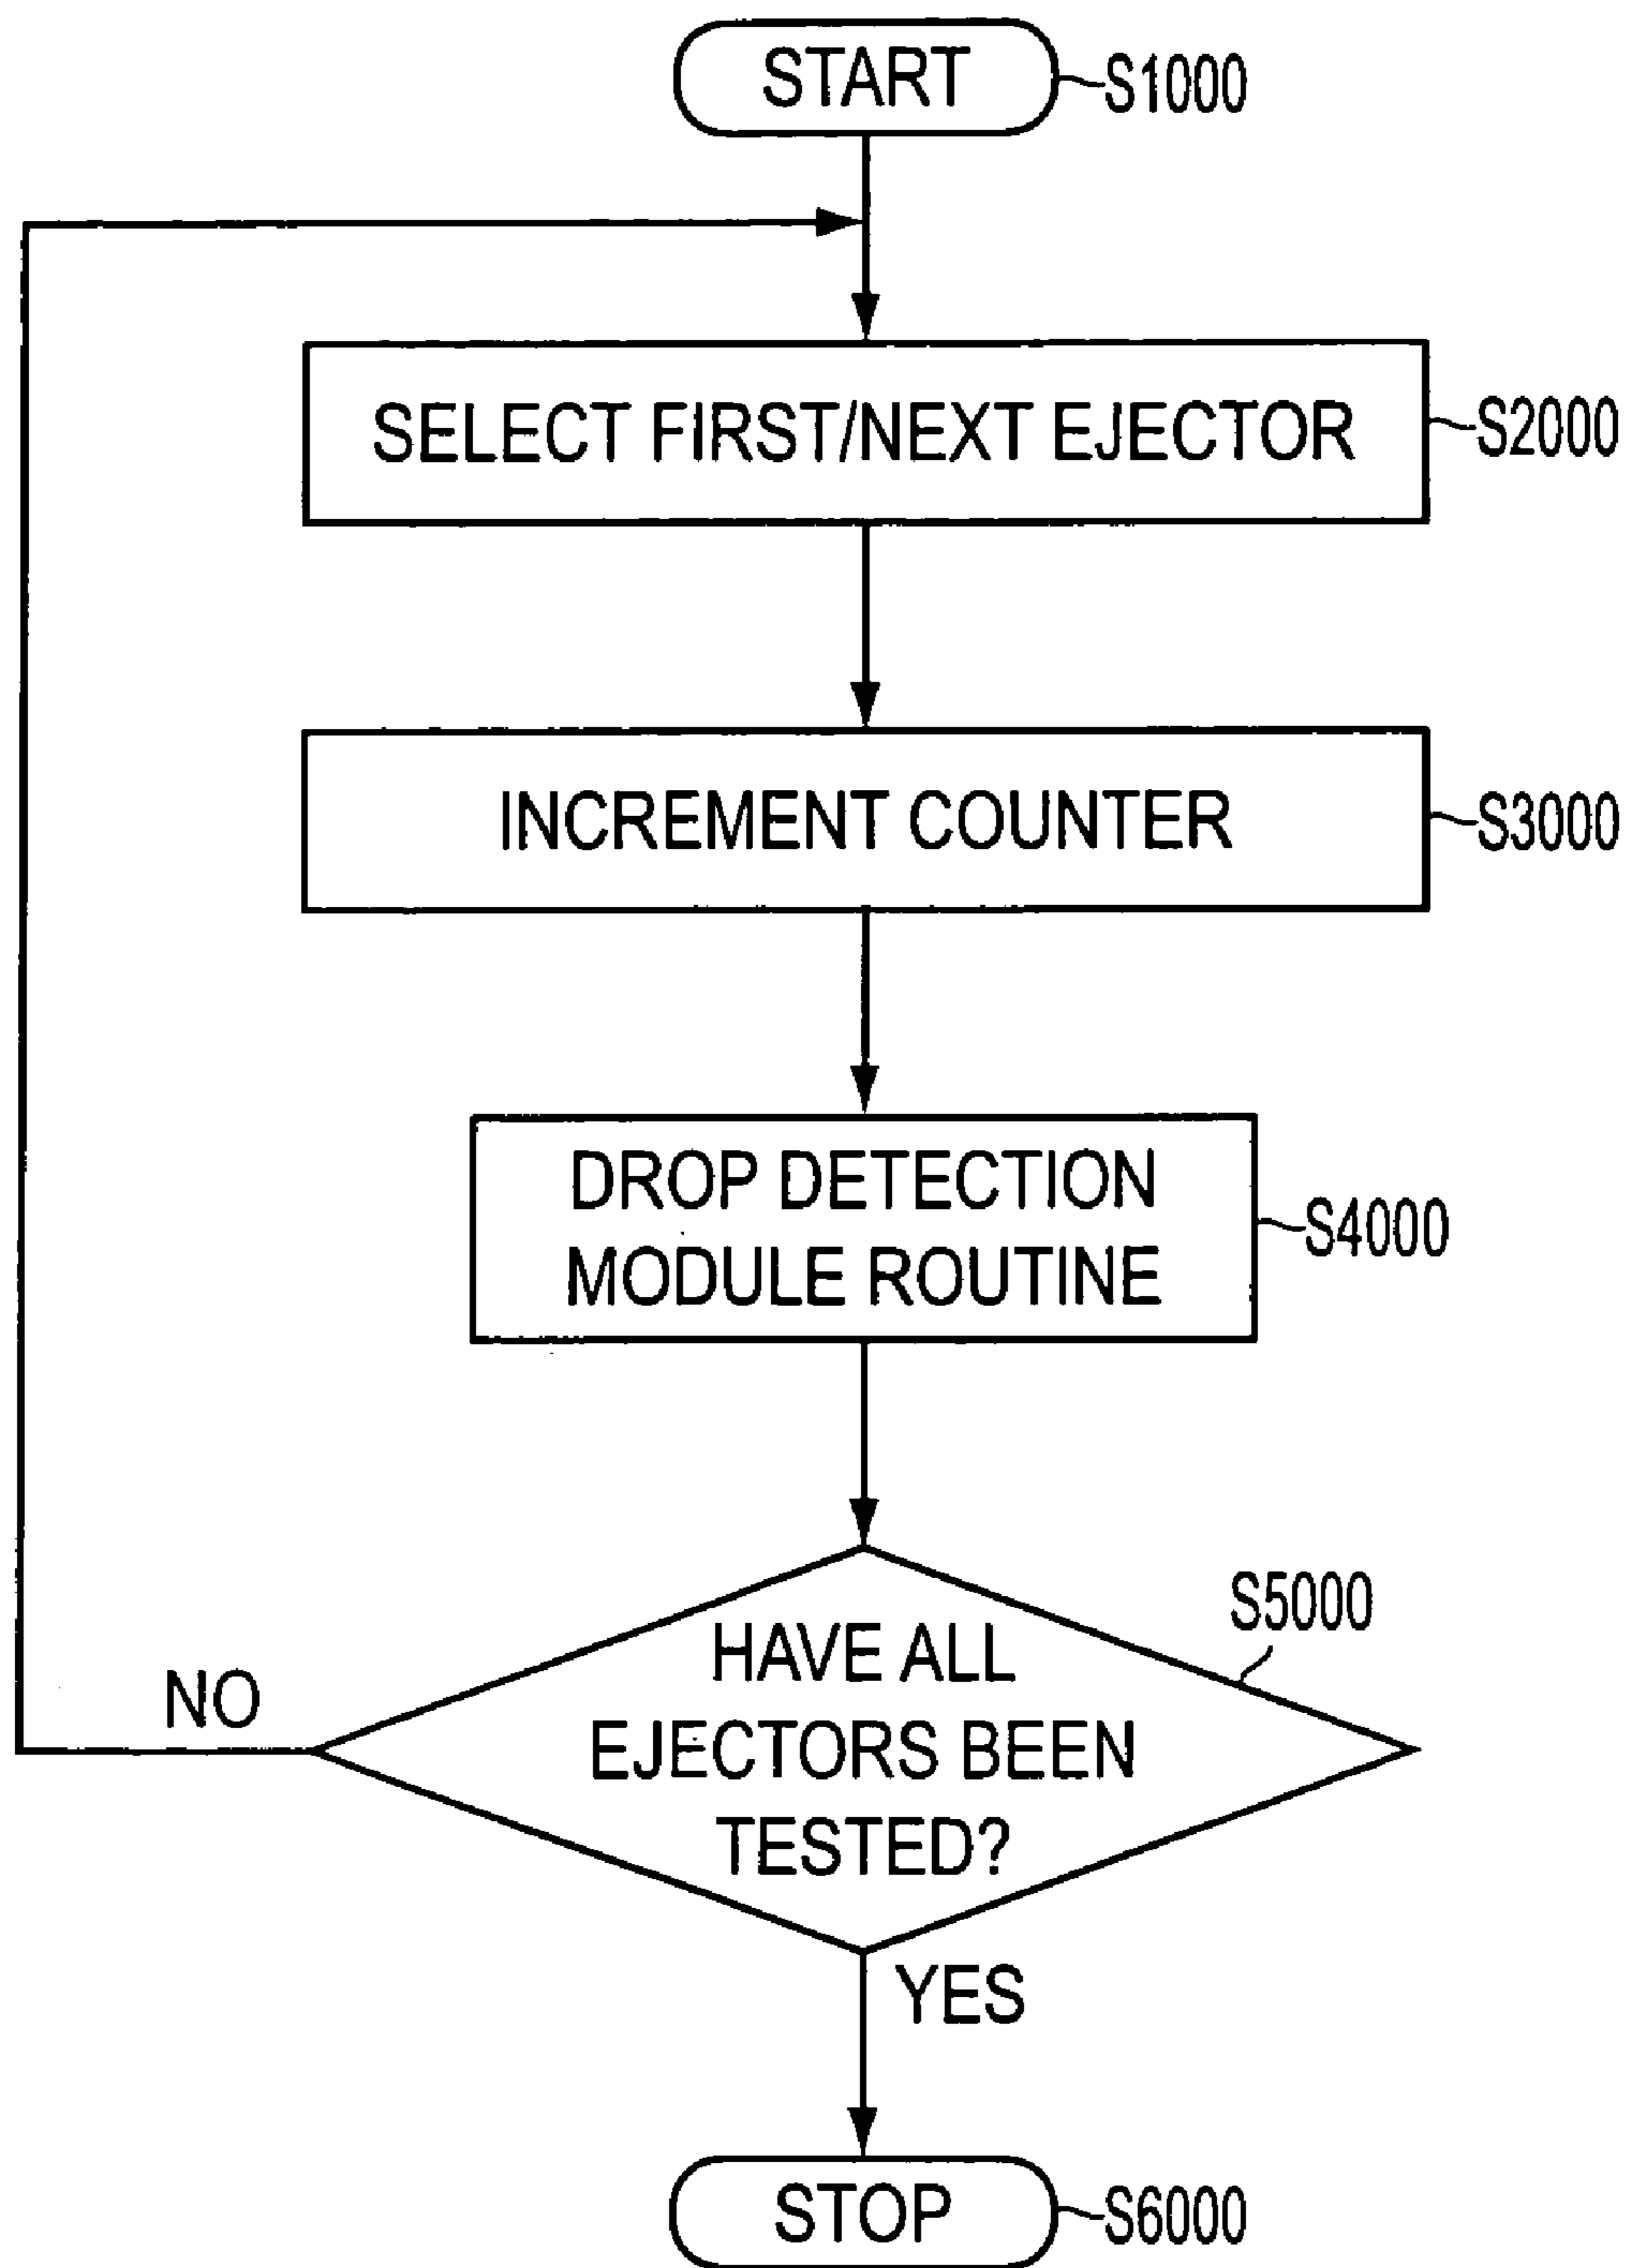 START
S1000
SELECT FIRST/NEXT EJECTOR
S2000
INCREMENT COUNTER
S3000
DROP DETECTION
MODULE ROUTINE
S4000
S5000
HAVE ALL
EJECTORS BEEN
TESTED?
NO
YES
STOP
S6000